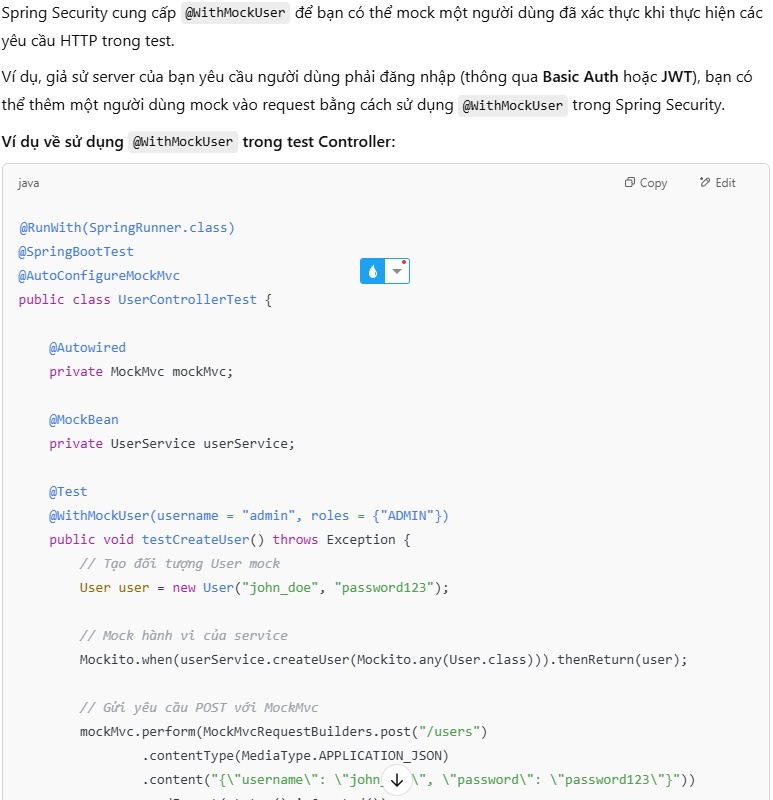 Spring Security cung cấp @WithMockUser để bạn có thể mock một người dùng đã xác thực khi thực hiện các
yêu cầu HTTP trong test.
Ví dụ, giả sử server của bạn yêu cầu người dùng phải đăng nhập (thông qua Basic Auth hoặc JWT), bạn có
thể thêm một người dùng mock vào request bằng cách sử dụng @WithMockUser trong Spring Security.
Ví dụ về sử dụng @WithMockUser trong test Controller:
java Copy Edit
@RunWith(SpringRunner.class)
@SpringBootTest
@AutoConfigureMockMvc
public class UserControllerTest {
@Autowired
private MockMvc mockMvc;
@MockBean
private UserService userService;
@Test
@WithMockUser(username = "admin", roles = {"ADMIN"})
public void testCreateUser() throws Exception {
// Tạo đối tượng User mock
User user = new User("john_doe", "password123");
// Mock hành vi của service
Mockito.when(userService.createUser(Mockito.any(User.class))).thenReturn(user);
// Gửi yêu cầu POST với MockMvc
mockMvc.perform(MockMvcRequestBuilders.post("/users")
.contentType(MediaType.APPLICATION_JSON)
.content("{\"username\": \"john_ \", \"password\": \"password123\"}"))